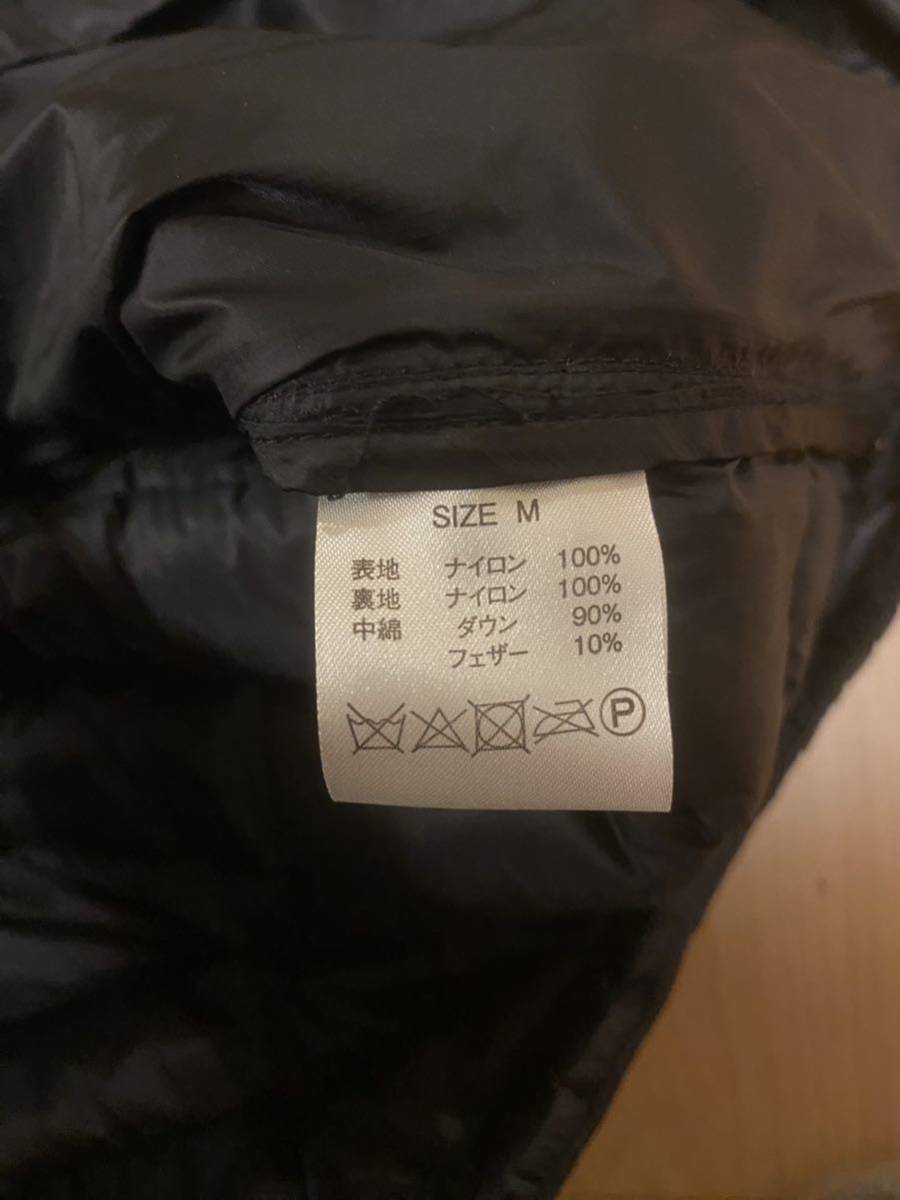 SIZE M
表地 ナイロン 100%
裏地 ナイロン 100%
中綿 ダウン 90%
フェザー 10%
P